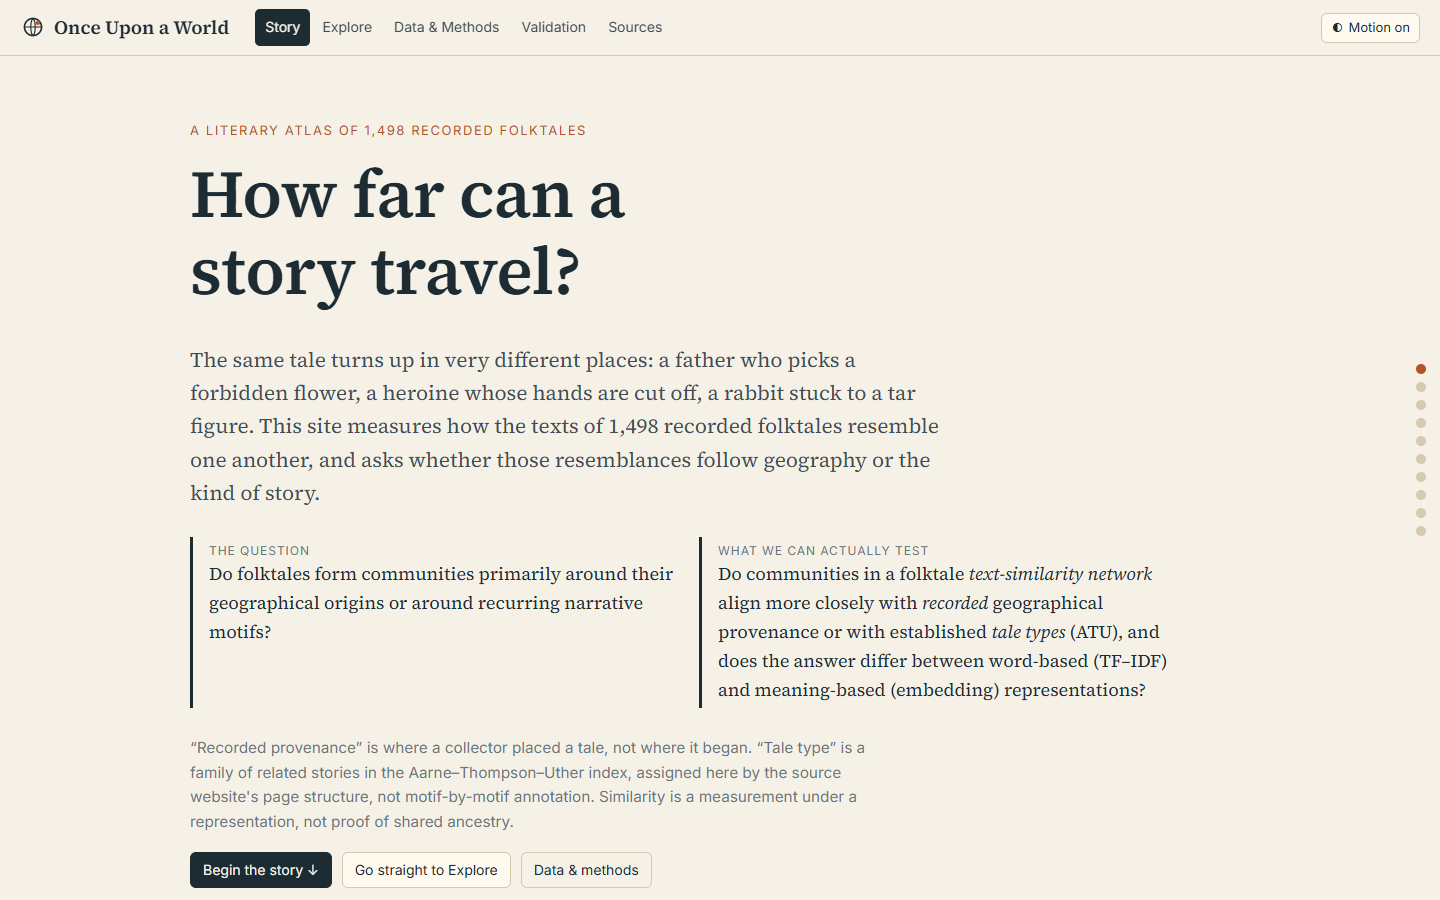 Once Upon a World
Story
Explore
Data & Methods
Validation
Sources
Motion on
A LITERARY ATLAS OF 1,498 RECORDED FOLKTALES
How far can a
story travel?
The same tale turns up in very different places: a father who picks a
forbidden flower, a heroine whose hands are cut off, a rabbit stuck to a tar
figure. This site measures how the texts of 1,498 recorded folktales resemble
one another, and asks whether those resemblances follow geography or the
kind of story.
THE QUESTION
Do folktales form communities primarily around their
geographical origins or around recurring narrative
motifs?
WHAT WE CAN ACTUALLY TEST
Do communities in a folktale text-similarity network
align more closely with recorded geographical
provenance or with established tale types (ATU), and
does the answer differ between word-based (TF–IDF)
and meaning-based (embedding) representations?
“Recorded provenance” is where a collector placed a tale, not where it began. “Tale type” is a
family of related stories in the Aarne–Thompson–Uther index, assigned here by the source
website's page structure, not motif-by-motif annotation. Similarity is a measurement under a
representation, not proof of shared ancestry.
Begin the story ↓
Go straight to Explore
Data & methods